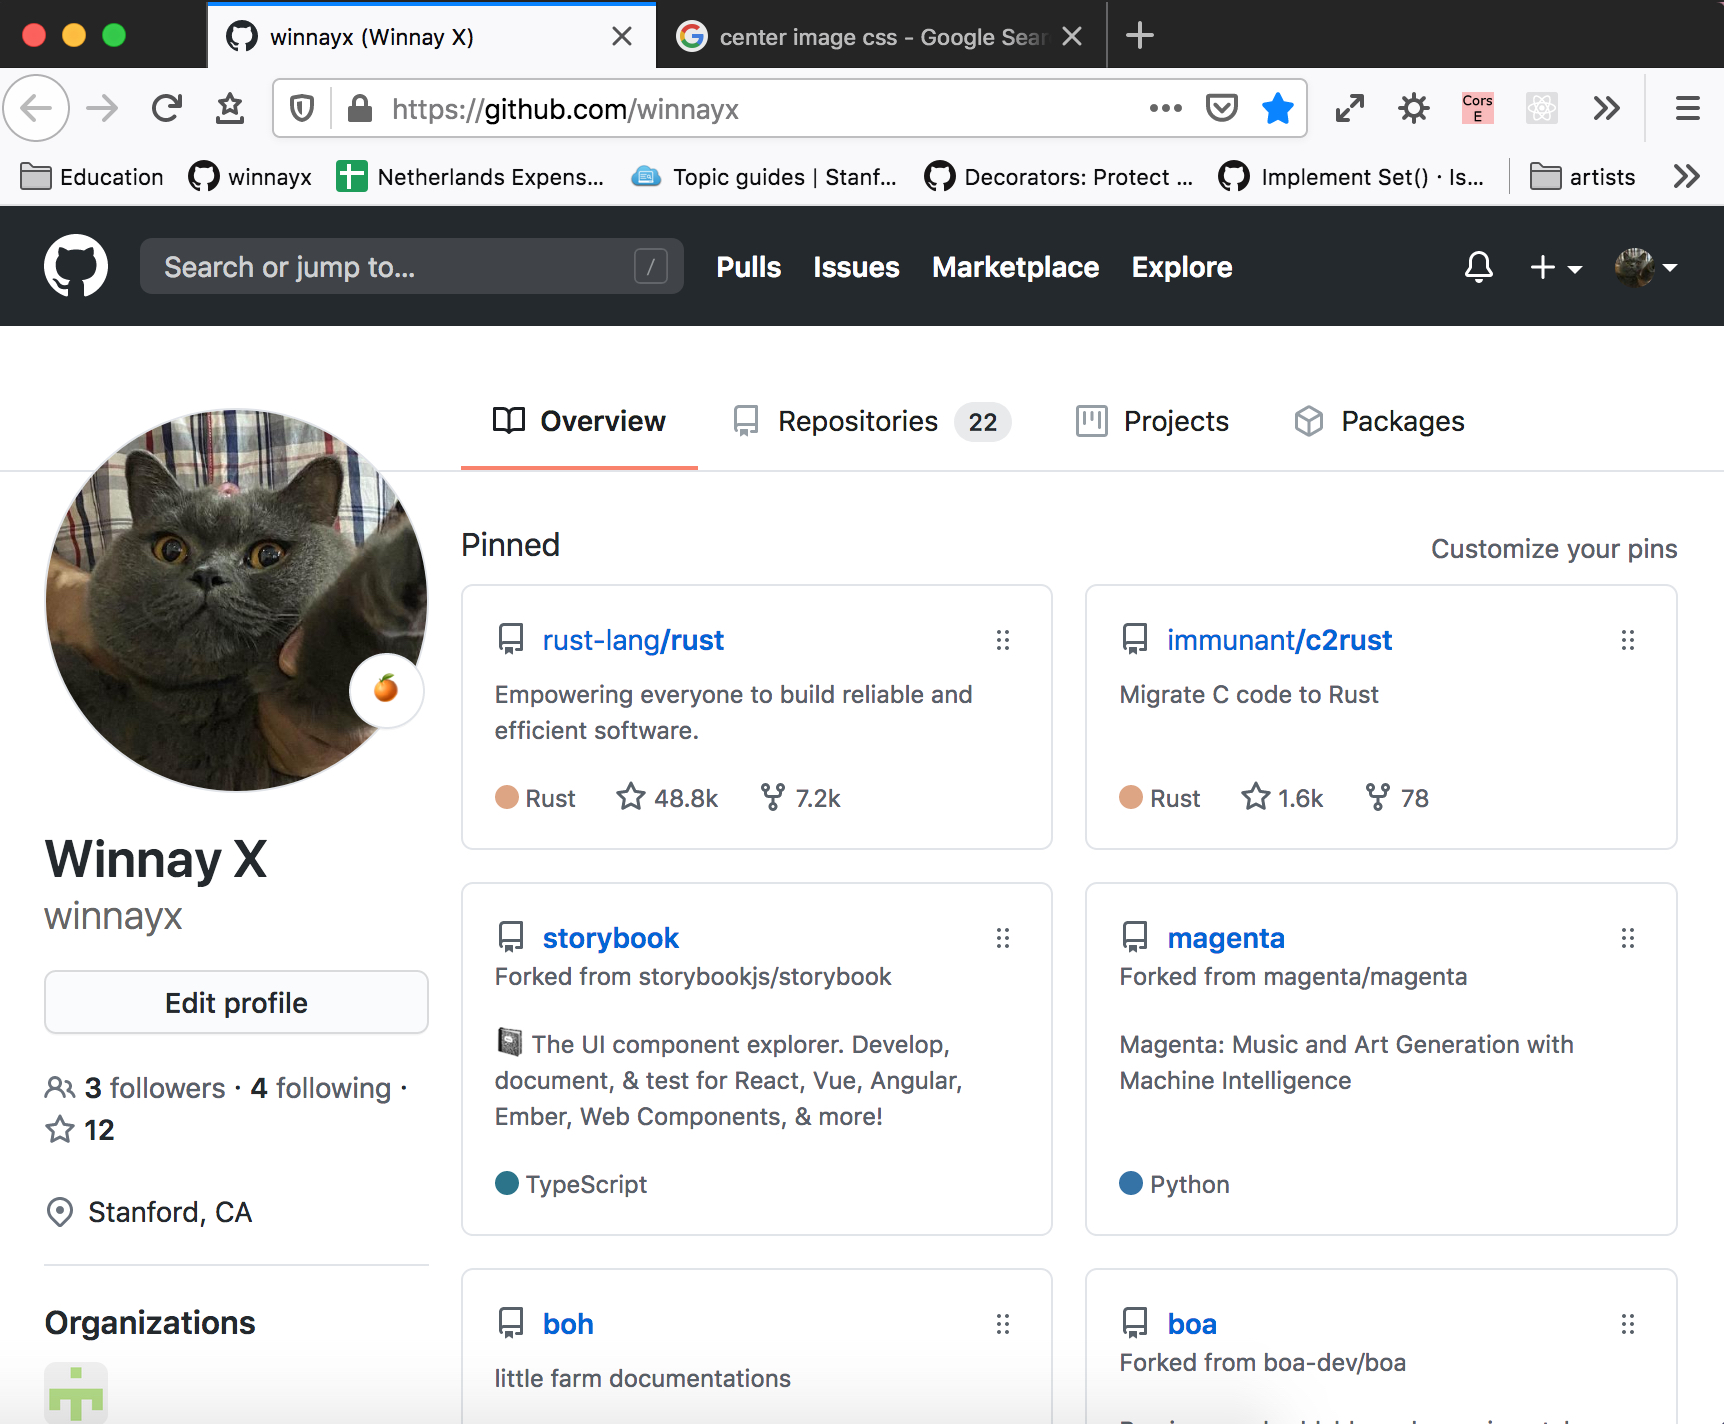 winnayx (Winnay X)
center image css - Google Sear
https://github.com/winnayx
Cors
E
Education
winnayx
Netherlands Expens...
Topic guides | Stanf...
Decorators: Protect ...
Implement Set() · Is...
artists
Search or jump to...
/
Pulls
Issues
Marketplace
Explore
Overview
Repositories 22
Projects
Packages
Pinned
Customize your pins
rust-lang/rust
Empowering everyone to build reliable and
efficient software.
Rust 48.8k 7.2k
immunant/c2rust
Migrate C code to Rust
Rust 1.6k 78
Winnay X
winnayx
Edit profile
3 followers · 4 following ·
12
Stanford, CA
Organizations
storybook
Forked from storybookjs/storybook
The UI component explorer. Develop,
document, & test for React, Vue, Angular,
Ember, Web Components, & more!
TypeScript
magenta
Forked from magenta/magenta
Magenta: Music and Art Generation with
Machine Intelligence
Python
boh
little farm documentations
boa
Forked from boa-dev/boa